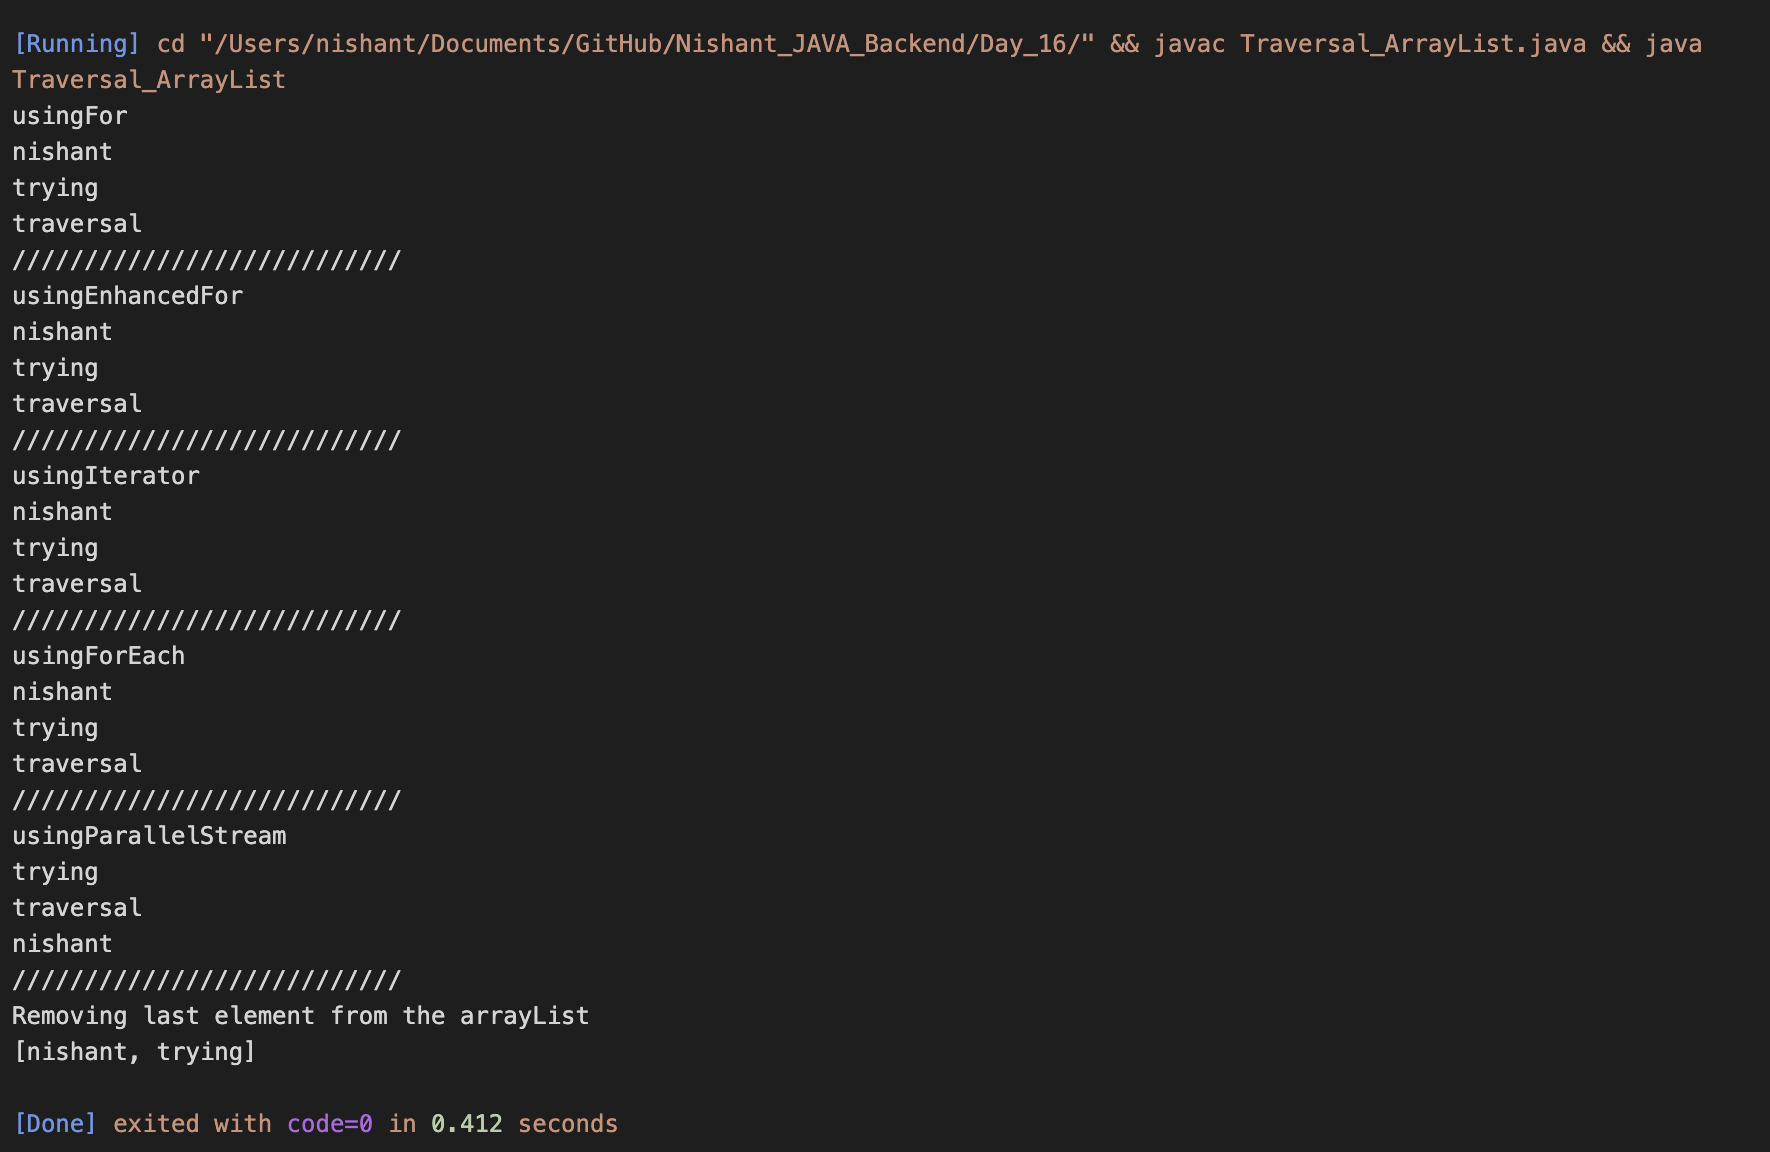 [Running] cd "/Users/nishant/Documents/GitHub/Nishant_JAVA_Backend/Day_16/" && javac Traversal_ArrayList.java && java
Traversal_ArrayList
usingFor
nishant
trying
traversal
///////////////////////////
usingEnhancedFor
nishant
trying
traversal
///////////////////////////
usingIterator
nishant
trying
traversal
///////////////////////////
usingForEach
nishant
trying
traversal
///////////////////////////
usingParallelStream
trying
traversal
nishant
///////////////////////////
Removing last element from the arrayList
[nishant, trying]
[Done] exited with code=0 in 0.412 seconds